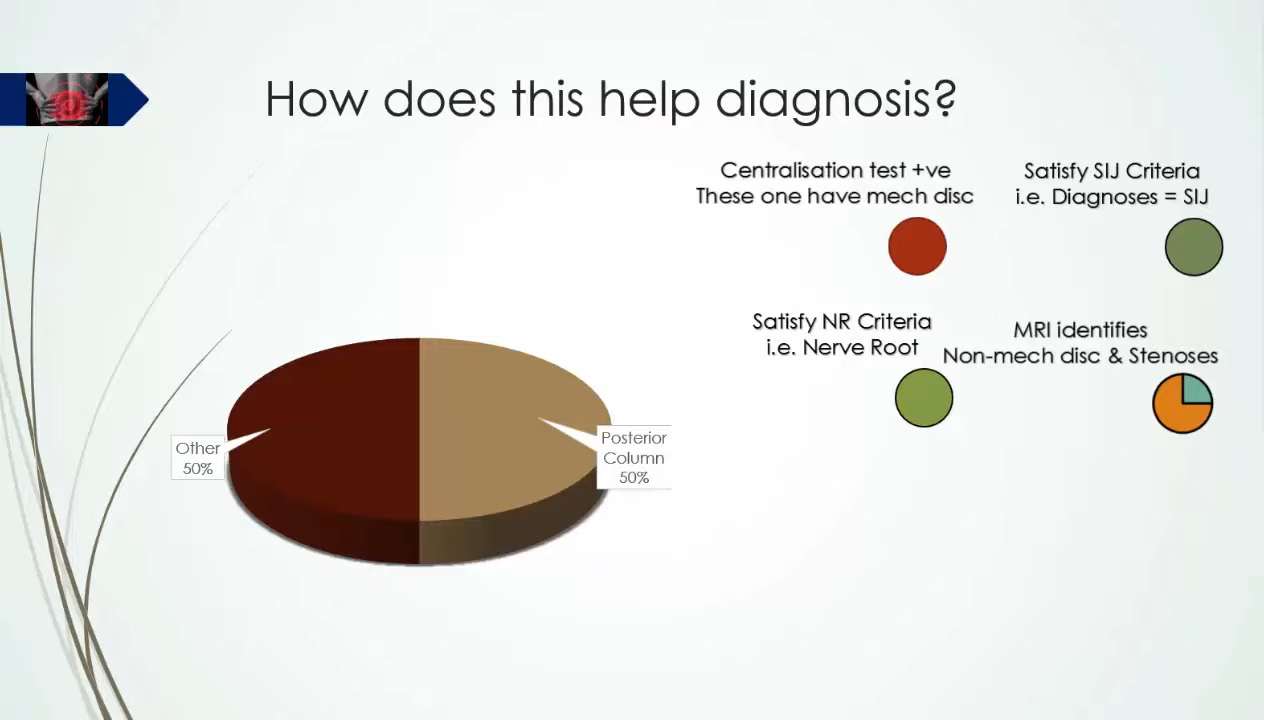 How does this help diagnosis?
Centralisation test +ve
These one have mech disc
Satisfy SIJ Criteria
i.e. Diagnoses = SIJ
Satisfy NR Criteria
i.e. Nerve Root
MRI identifies
Non-mech disc & Stenoses
Other
50%
Posterior
Column
50%